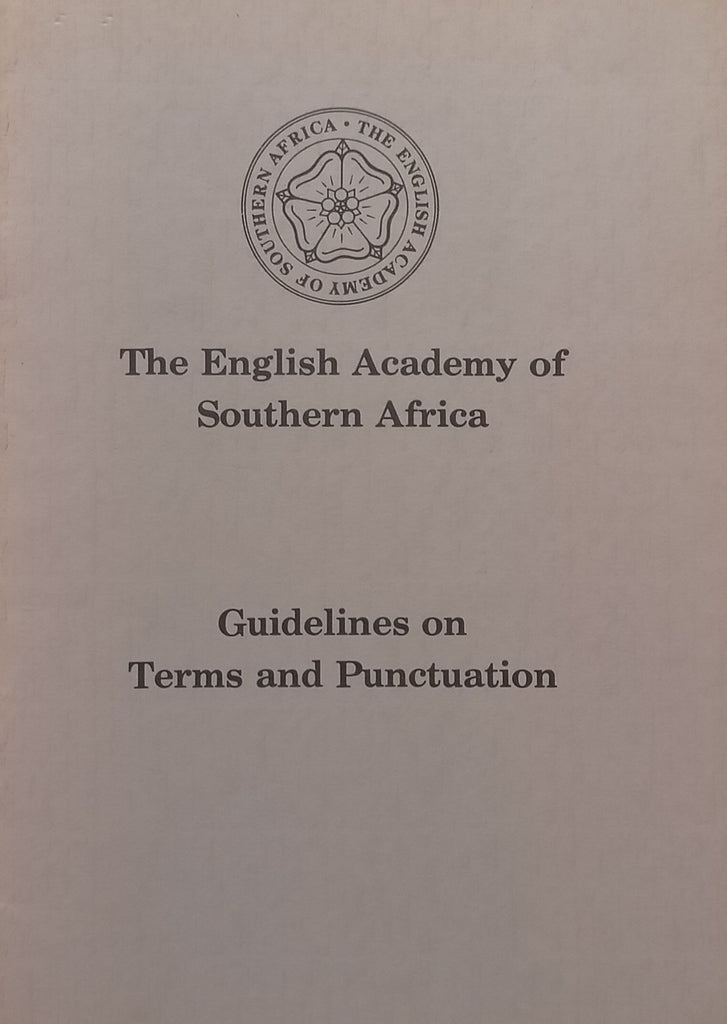 THE ENGLISH ACADEMY OF SOUTHERN AFRICA •
The English Academy of
Southern Africa
Guidelines on
Terms and Punctuation